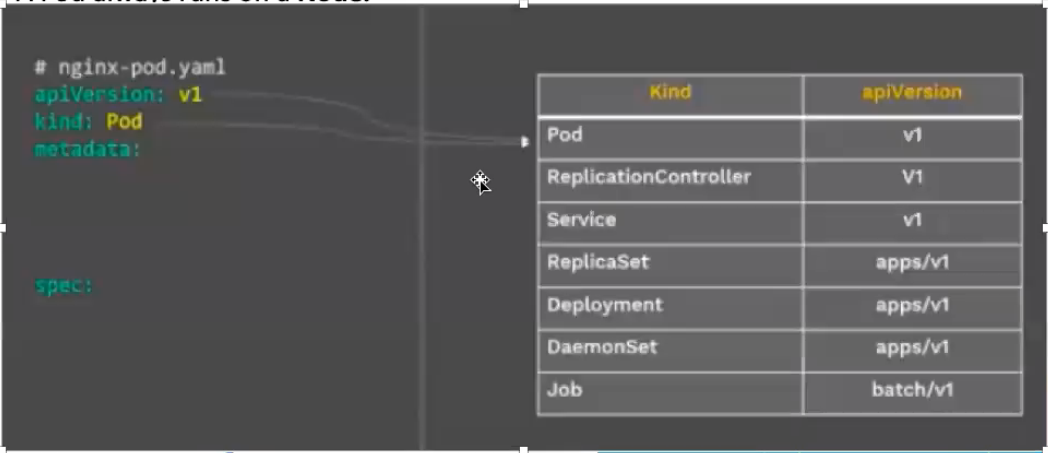 # nginx-pod.yaml
apiVersion: v1
kind: Pod
metadata:
spec:
Kind apiVersion
Pod v1
ReplicationController V1
Service v1
ReplicaSet apps/v1
Deployment apps/v1
DaemonSet apps/v1
Job batch/v1